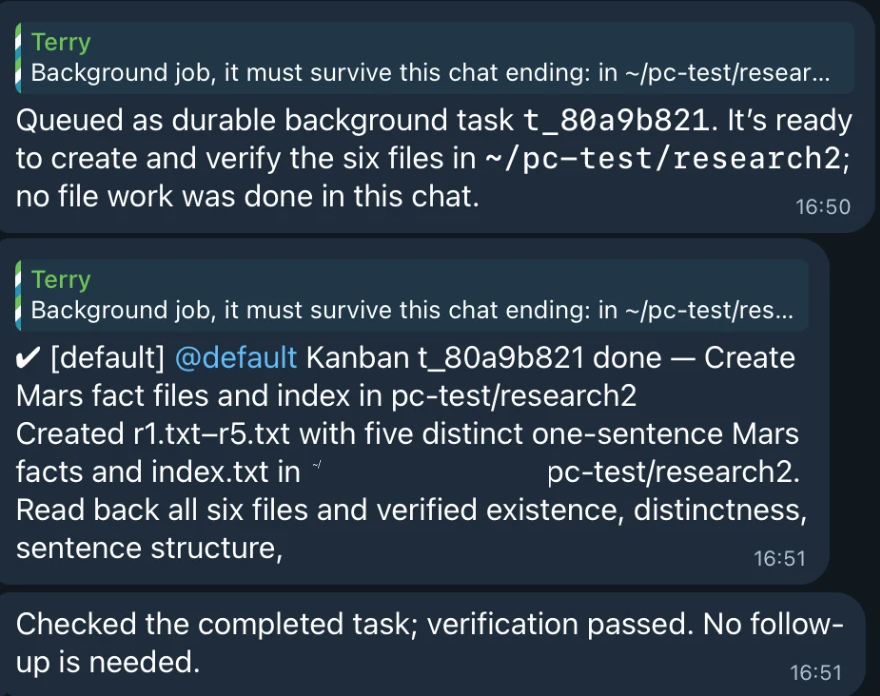 Terry
Background job, it must survive this chat ending: in ~/pc-test/resear...
Queued as durable background task t_80a9b821. It’s ready
to create and verify the six files in ~/pc-test/research2;
no file work was done in this chat.
16:50
Terry
Background job, it must survive this chat ending: in ~/pc-test/res...
✔ [default] @default Kanban t_80a9b821 done — Create
Mars fact files and index in pc-test/research2
Created r1.txt–r5.txt with five distinct one-sentence Mars
facts and index.txt in ~/ pc-test/research2.
Read back all six files and verified existence, distinctness,
sentence structure,
16:51
Checked the completed task; verification passed. No follow-
up is needed.
16:51